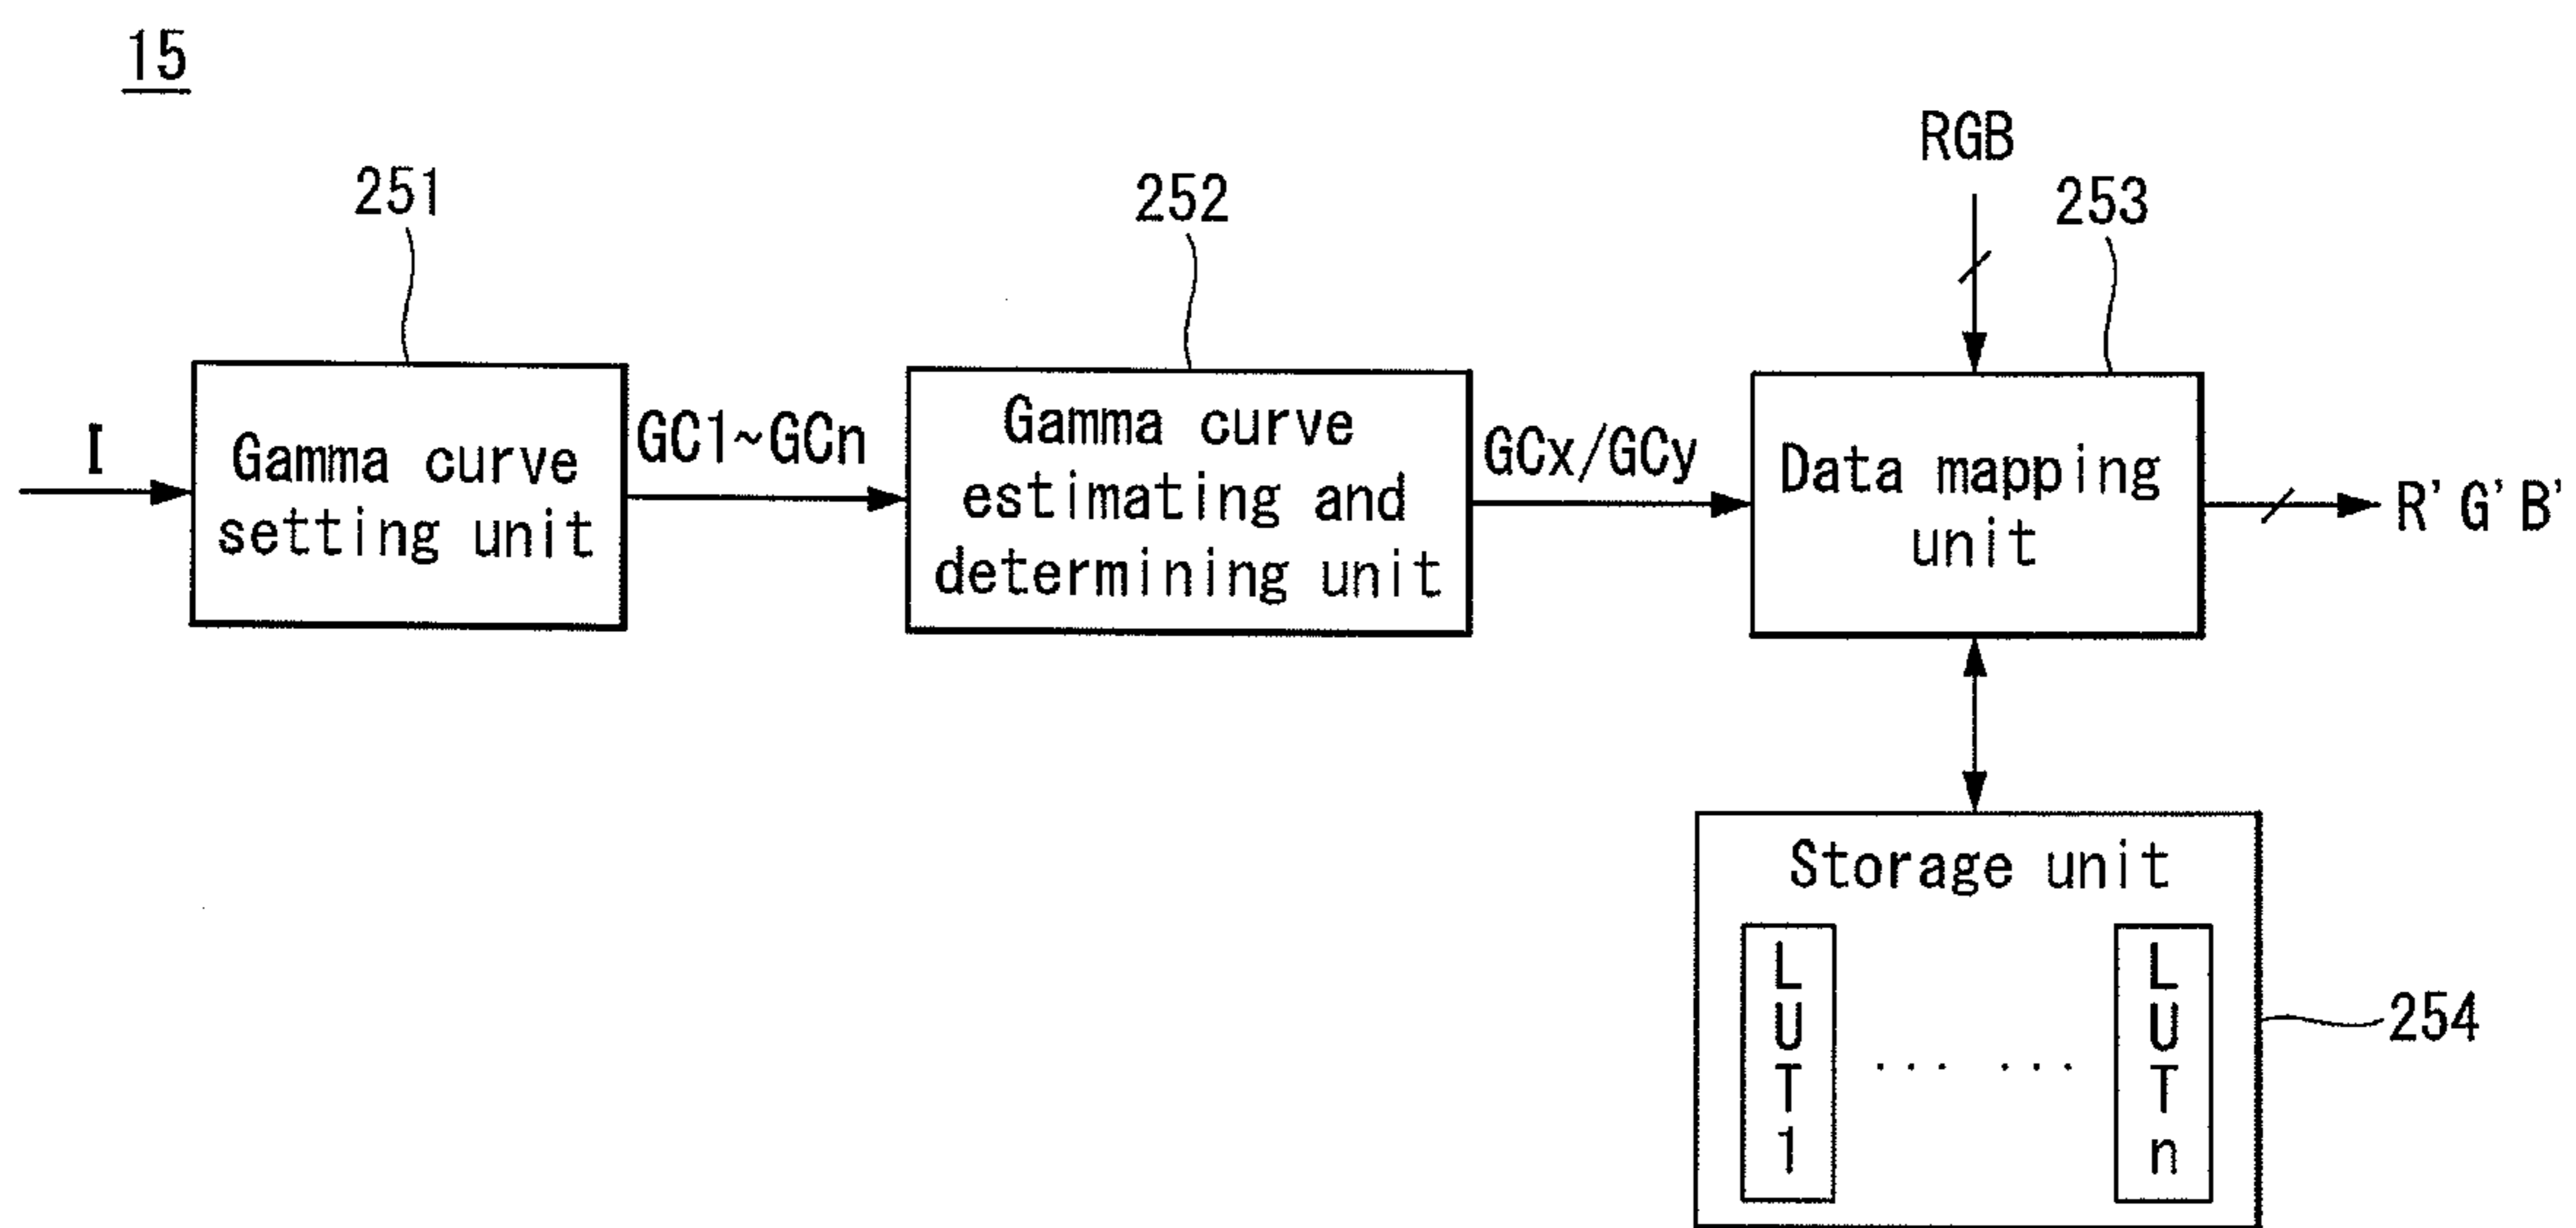 15
RGB
251
252
253
I
Gamma curve
setting unit
GC1~GCn
Gamma curve
estimating and
determining unit
GCx/GCy
Data mapping
unit
R'G'B'
Storage unit
LUT1
... ...
LUTn
254